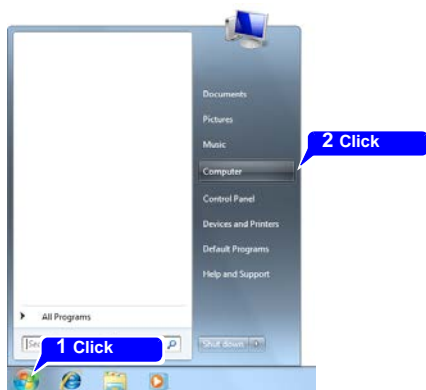 Documents
Pictures
Music
2 Click
Computer
Control Panel
Devices and Printers
Default Programs
Help and Support
All Programs
1 Click
Shut down